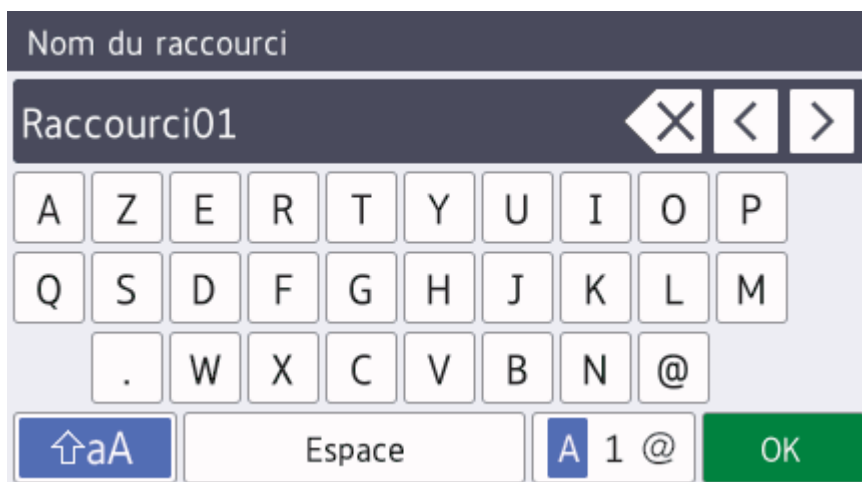 Nom du raccourci
Raccourci01
A Z E R T Y U I O P
Q S D F G H J K L M
. W X C V B N @
aA Espace A 1 @ OK